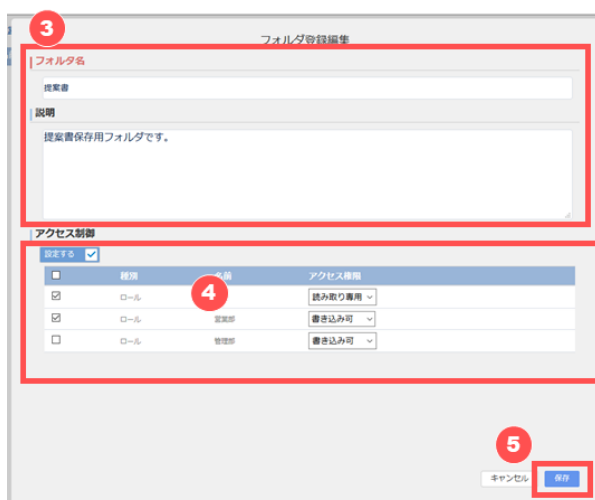 3
フォルダ登録編集
フォルダ名
提案書
説明
提案書保存用フォルダです。
アクセス制御
設定する
種別 名前 アクセス権限
4
ロール 読み取り専用
ロール 営業部 書き込み可
ロール 管理部 書き込み可
5
キャンセル 保存